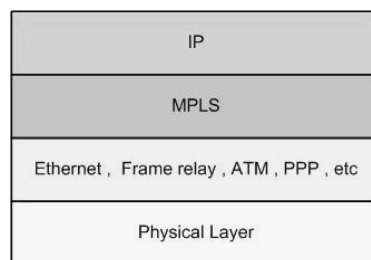 IP
MPLS
Ethernet , Frame relay , ATM , PPP , etc
Physical Layer